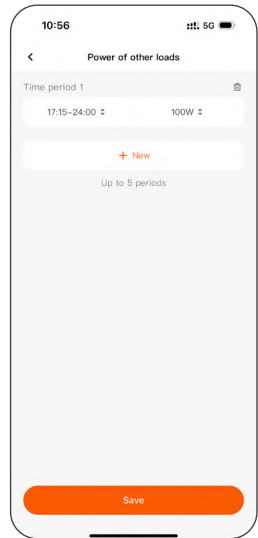 10:56 5G
Power of other loads
Time period 1
17:15–24:00 100W
+ New
Up to 5 periods
Save